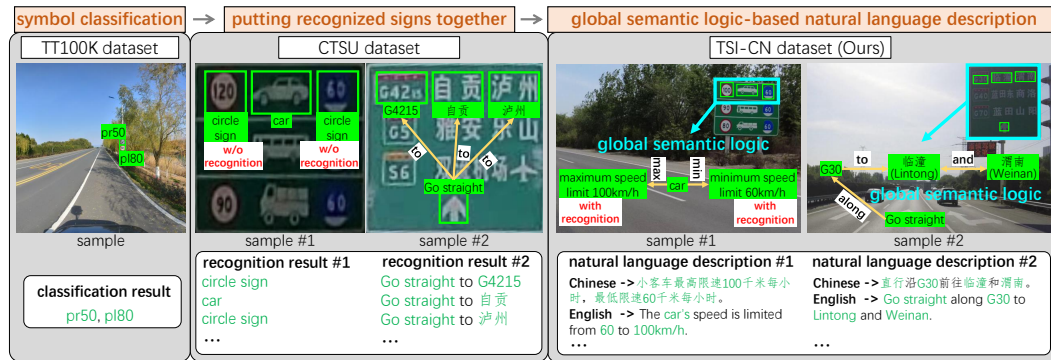 symbol classification
putting recognized signs together
global semantic logic-based natural language description
TT100K dataset
pr50
pl80
sample
classification result
pr50, pl80
CTSU dataset
120
60
circle sign
car
circle sign
w/o recognition
w/o recognition
90
60
sample #1
G4215 自贡 泸州
G4215
自贡
泸州
G5 雅安 乐山
S6
to
to
to
Go straight
sample #2
recognition result #1
circle sign
car
circle sign
...
recognition result #2
Go straight to G4215
Go straight to 自贡
Go straight to 泸州
...
TSI-CN dataset (Ours)
global semantic logic
maximum speed limit 100km/h
max
car
min
minimum speed limit 60km/h
with recognition
with recognition
sample #1
G30
to
临潼
(Lintong)
and
渭南
(Weinan)
global semantic logic
along
Go straight
sample #2
natural language description #1
Chinese -> 小客车最高限速100千米每小
时，最低限速60千米每小时。
English -> The car's speed is limited
from 60 to 100km/h.
...
natural language description #2
Chinese -> 直行沿G30前往临潼和渭南。
English -> Go straight along G30 to
Lintong and Weinan.
...